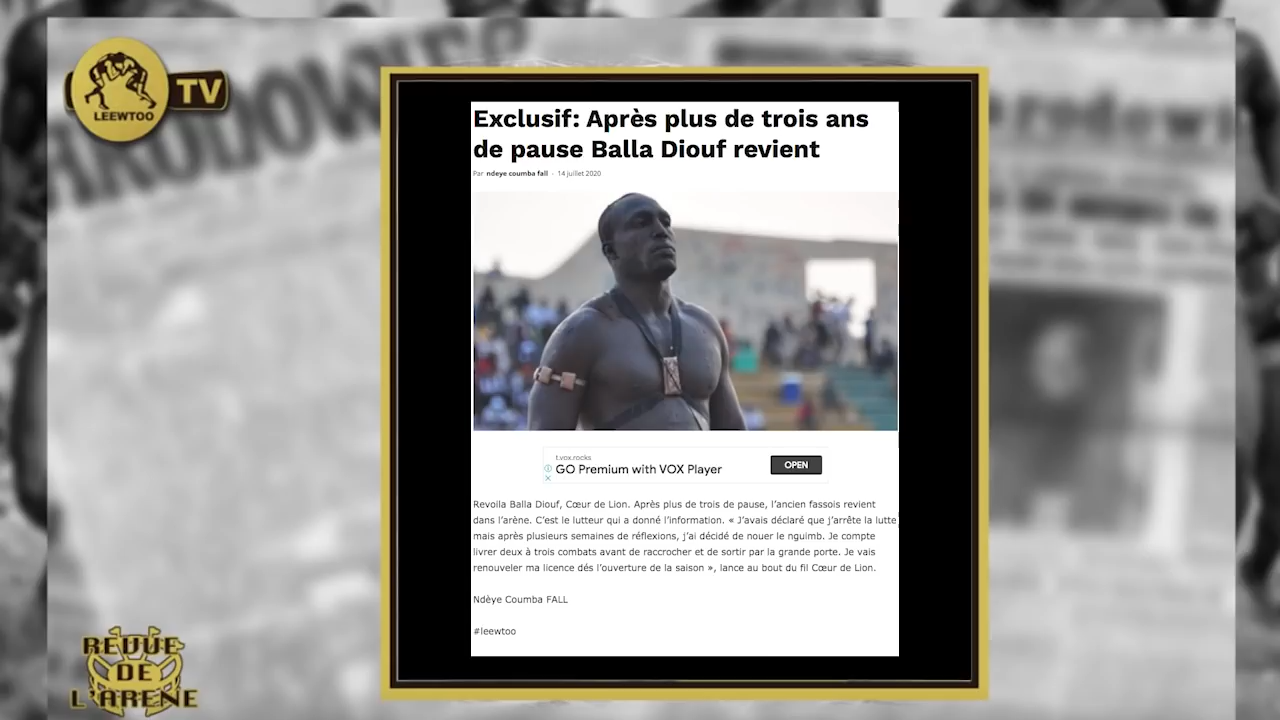 LEEWTOO
TV
Exclusif: Après plus de trois ans
de pause Balla Diouf revient
Par ndeye coumba fall - 14 juillet 2020
t.vox.rocks
GO Premium with VOX Player
OPEN
Revoila Balla Diouf, Cœur de Lion. Après plus de trois de pause, l’ancien fassois revient
dans l’arène. C’est le lutteur qui a donné l’information. « J’avais déclaré que j’arrête la lutte
mais après plusieurs semaines de réflexions, j’ai décidé de nouer le nguimb. Je compte
livrer deux à trois combats avant de raccrocher et de sortir par la grande porte. Je vais
renouveler ma licence dés l’ouverture de la saison », lance au bout du fil Cœur de Lion.
Ndèye Coumba FALL
#leewtoo
REVUE
DE
L'ARENE